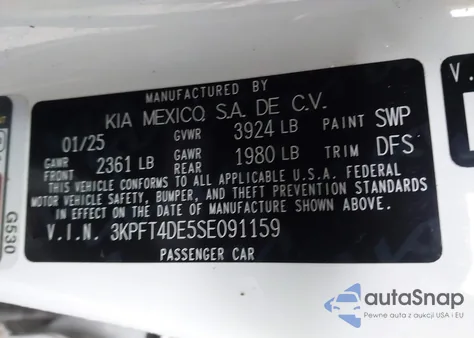 MANUFACTURED BY
KIA MEXICO, S.A. DE C.V.
01/25 GVWR 3924 LB PAINT SWP
GAWR FRONT 2361 LB GAWR REAR 1980 LB TRIM DFS
THIS VEHICLE CONFORMS TO ALL APPLICABLE U.S.A. FEDERAL
MOTOR VEHICLE SAFETY, BUMPER, AND THEFT PREVENTION STANDARDS
IN EFFECT ON THE DATE OF MANUFACTURE SHOWN ABOVE.
V.I.N. 3KPFT4DE5SE091159
PASSENGER CAR
G530
V.
autoSnap
Pewne auta z aukcji USA i EU